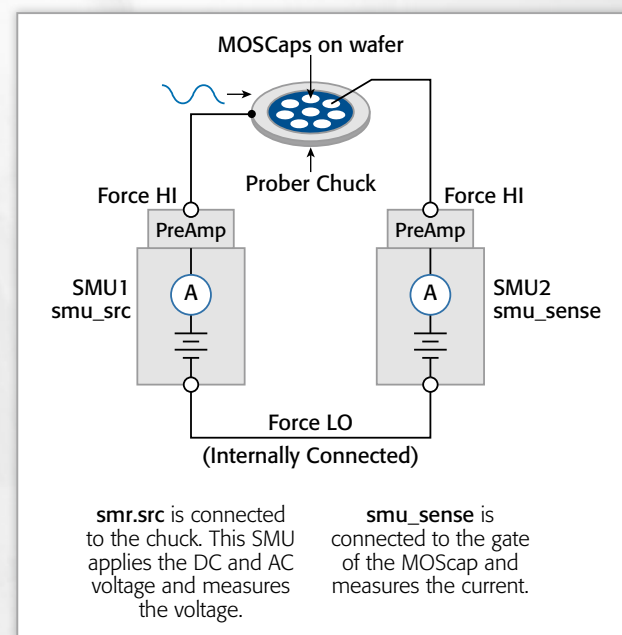 MOSCaps on wafer
Prober Chuck
Force HI
Force HI
PreAmp
PreAmp
SMU1
smu_src
A
A
SMU2
smu_sense
Force LO
(Internally Connected)
smr.src is connected
to the chuck. This SMU
applies the DC and AC
voltage and measures
the voltage.
smu_sense is
connected to the gate
of the MOScap and
measures the current.